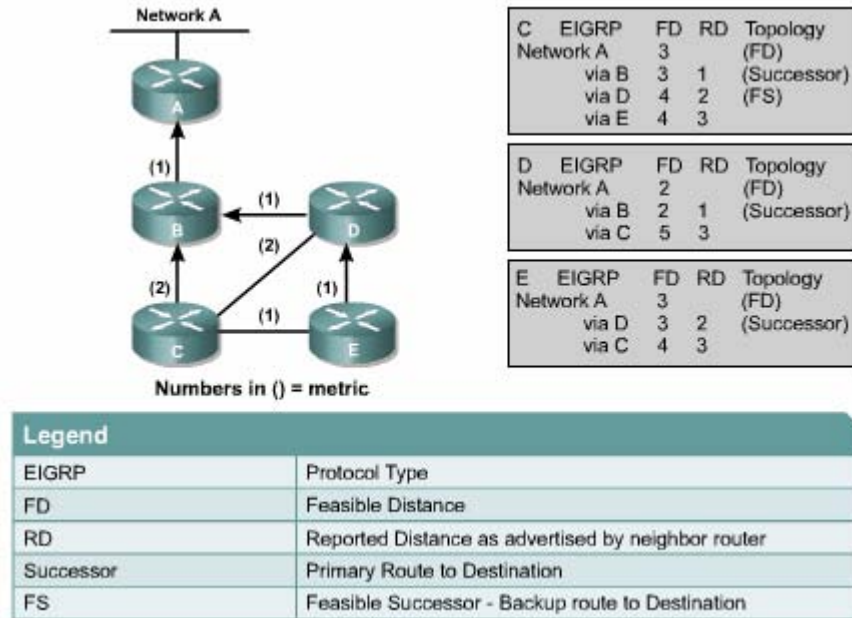 Network A
A
(1)
(1)
B
D
(2)
(2)
(1)
(1)
C
E
Numbers in () = metric
C EIGRP FD RD Topology
Network A 3 (FD)
via B 3 1 (Successor)
via D 4 2 (FS)
via E 4 3
D EIGRP FD RD Topology
Network A 2 (FD)
via B 2 1 (Successor)
via C 5 3
E EIGRP FD RD Topology
Network A 3 (FD)
via D 3 2 (Successor)
via C 4 3
Legend
EIGRP Protocol Type
FD Feasible Distance
RD Reported Distance as advertised by neighbor router
Successor Primary Route to Destination
FS Feasible Successor - Backup route to Destination